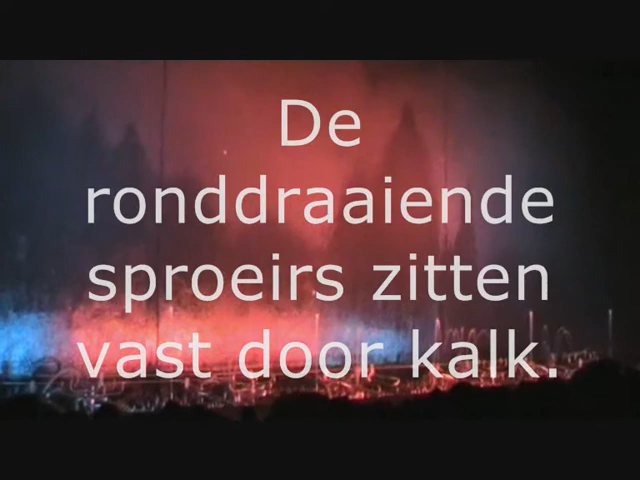 De
ronddraaiende
sproeirs zitten
vast door kalk.